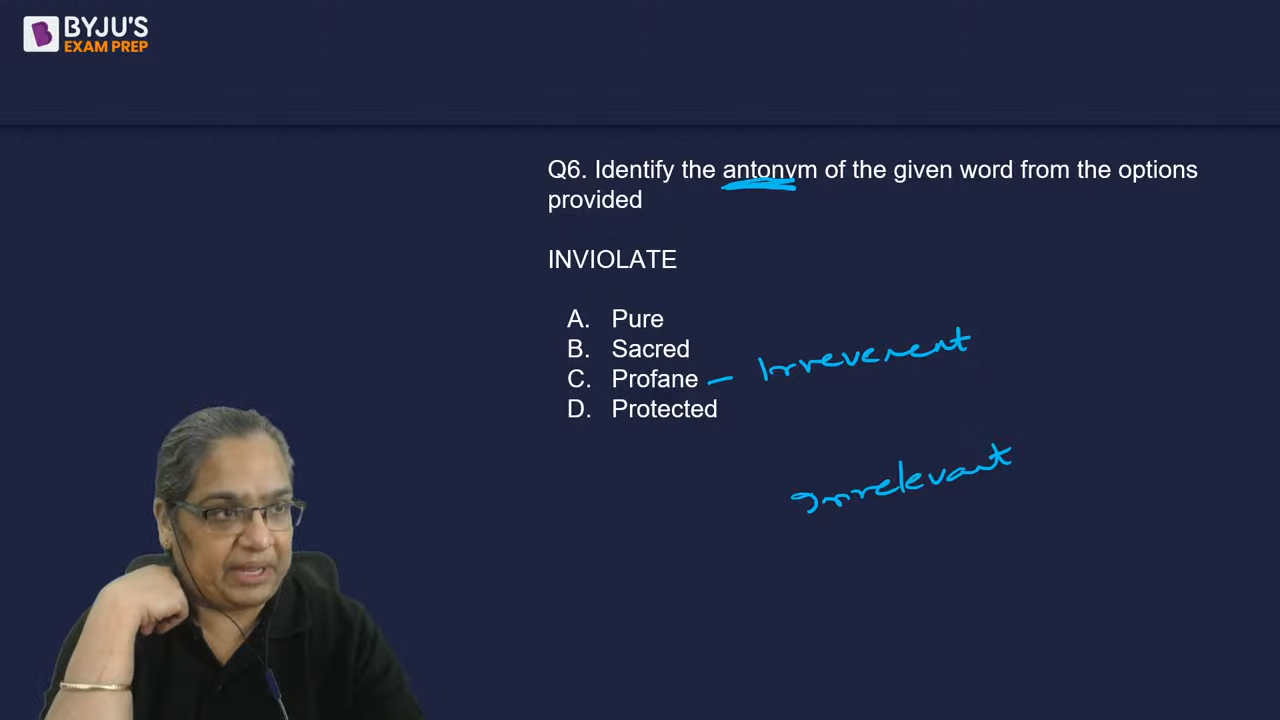 BYJU'S
EXAM PREP
Q6. Identify the antonym of the given word from the options
provided
INVIOLATE
A. Pure
B. Sacred
C. Profane – Irreverent
D. Protected
Irrelevant